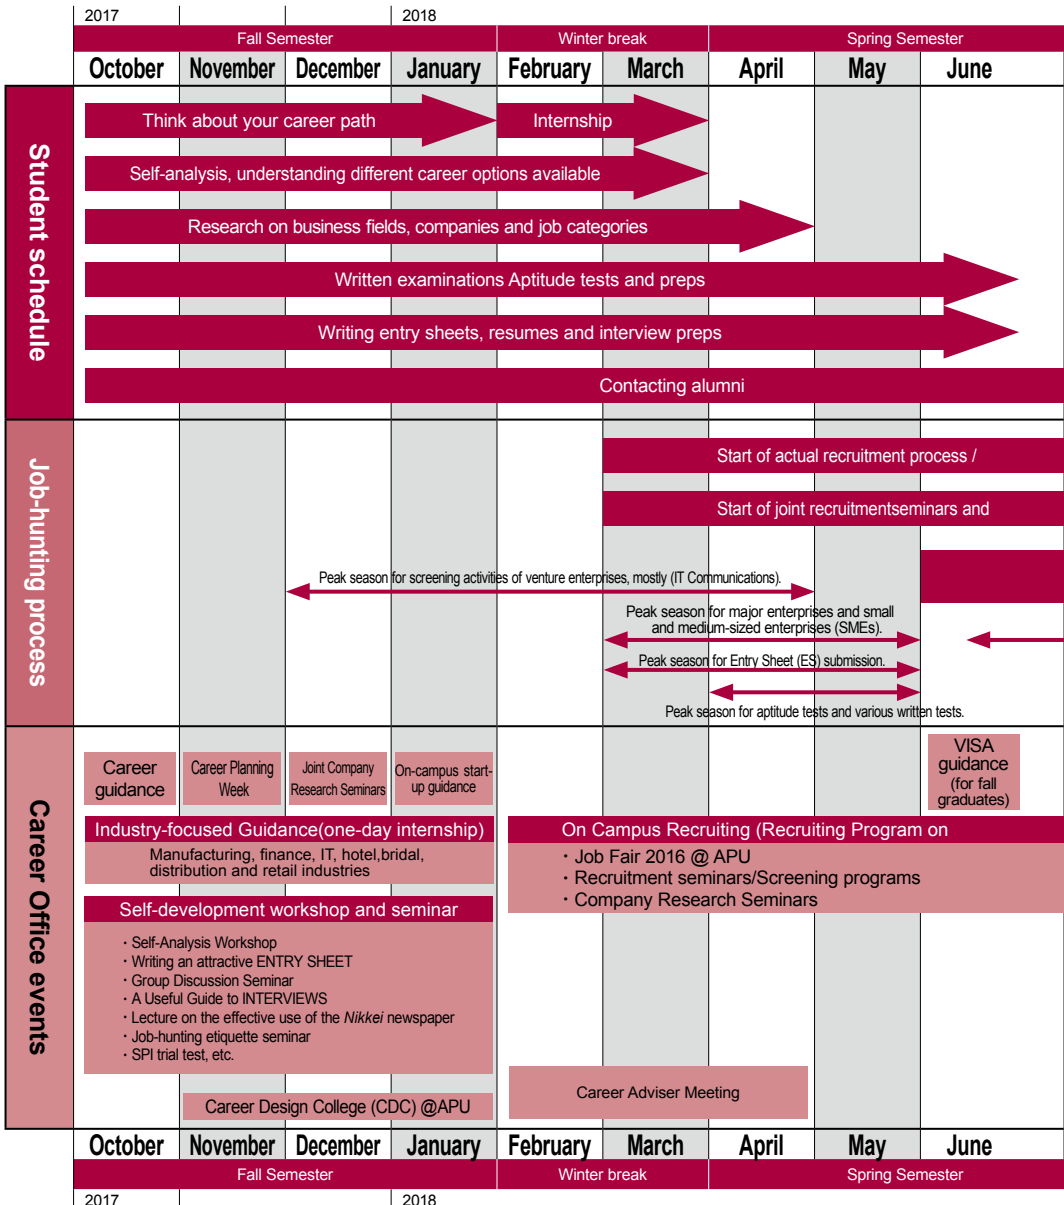 2017
2018
Fall Semester
Winter break
Spring Semester
October
November
December
January
February
March
April
May
June
Student schedule
Think about your career path
Internship
Self-analysis, understanding different career options available
Research on business fields, companies and job categories
Written examinations Aptitude tests and preps
Writing entry sheets, resumes and interview preps
Contacting alumni
Job-hunting process
Start of actual recruitment process /
Start of joint recruitmentseminars and
Peak season for screening activities of venture enterprises, mostly (IT Communications).
Peak season for major enterprises and small
and medium-sized enterprises (SMEs).
Peak season for Entry Sheet (ES) submission.
Peak season for aptitude tests and various written tests.
Career Office events
Career
guidance
Career Planning
Week
Joint Company
Research Seminars
On-campus start-
up guidance
VISA
guidance
(for fall
graduates)
Industry-focused Guidance(one-day internship)
Manufacturing, finance, IT, hotel,bridal,
distribution and retail industries
On Campus Recruiting (Recruiting Program on
・Job Fair 2016 @ APU
・Recruitment seminars/Screening programs
・Company Research Seminars
Self-development workshop and seminar
・Self-Analysis Workshop
・Writing an attractive ENTRY SHEET
・Group Discussion Seminar
・A Useful Guide to INTERVIEWS
・Lecture on the effective use of the Nikkei newspaper
・Job-hunting etiquette seminar
・SPI trial test, etc.
Career Design College (CDC) @APU
Career Adviser Meeting
October
November
December
January
February
March
April
May
June
Fall Semester
Winter break
Spring Semester
2017
2018